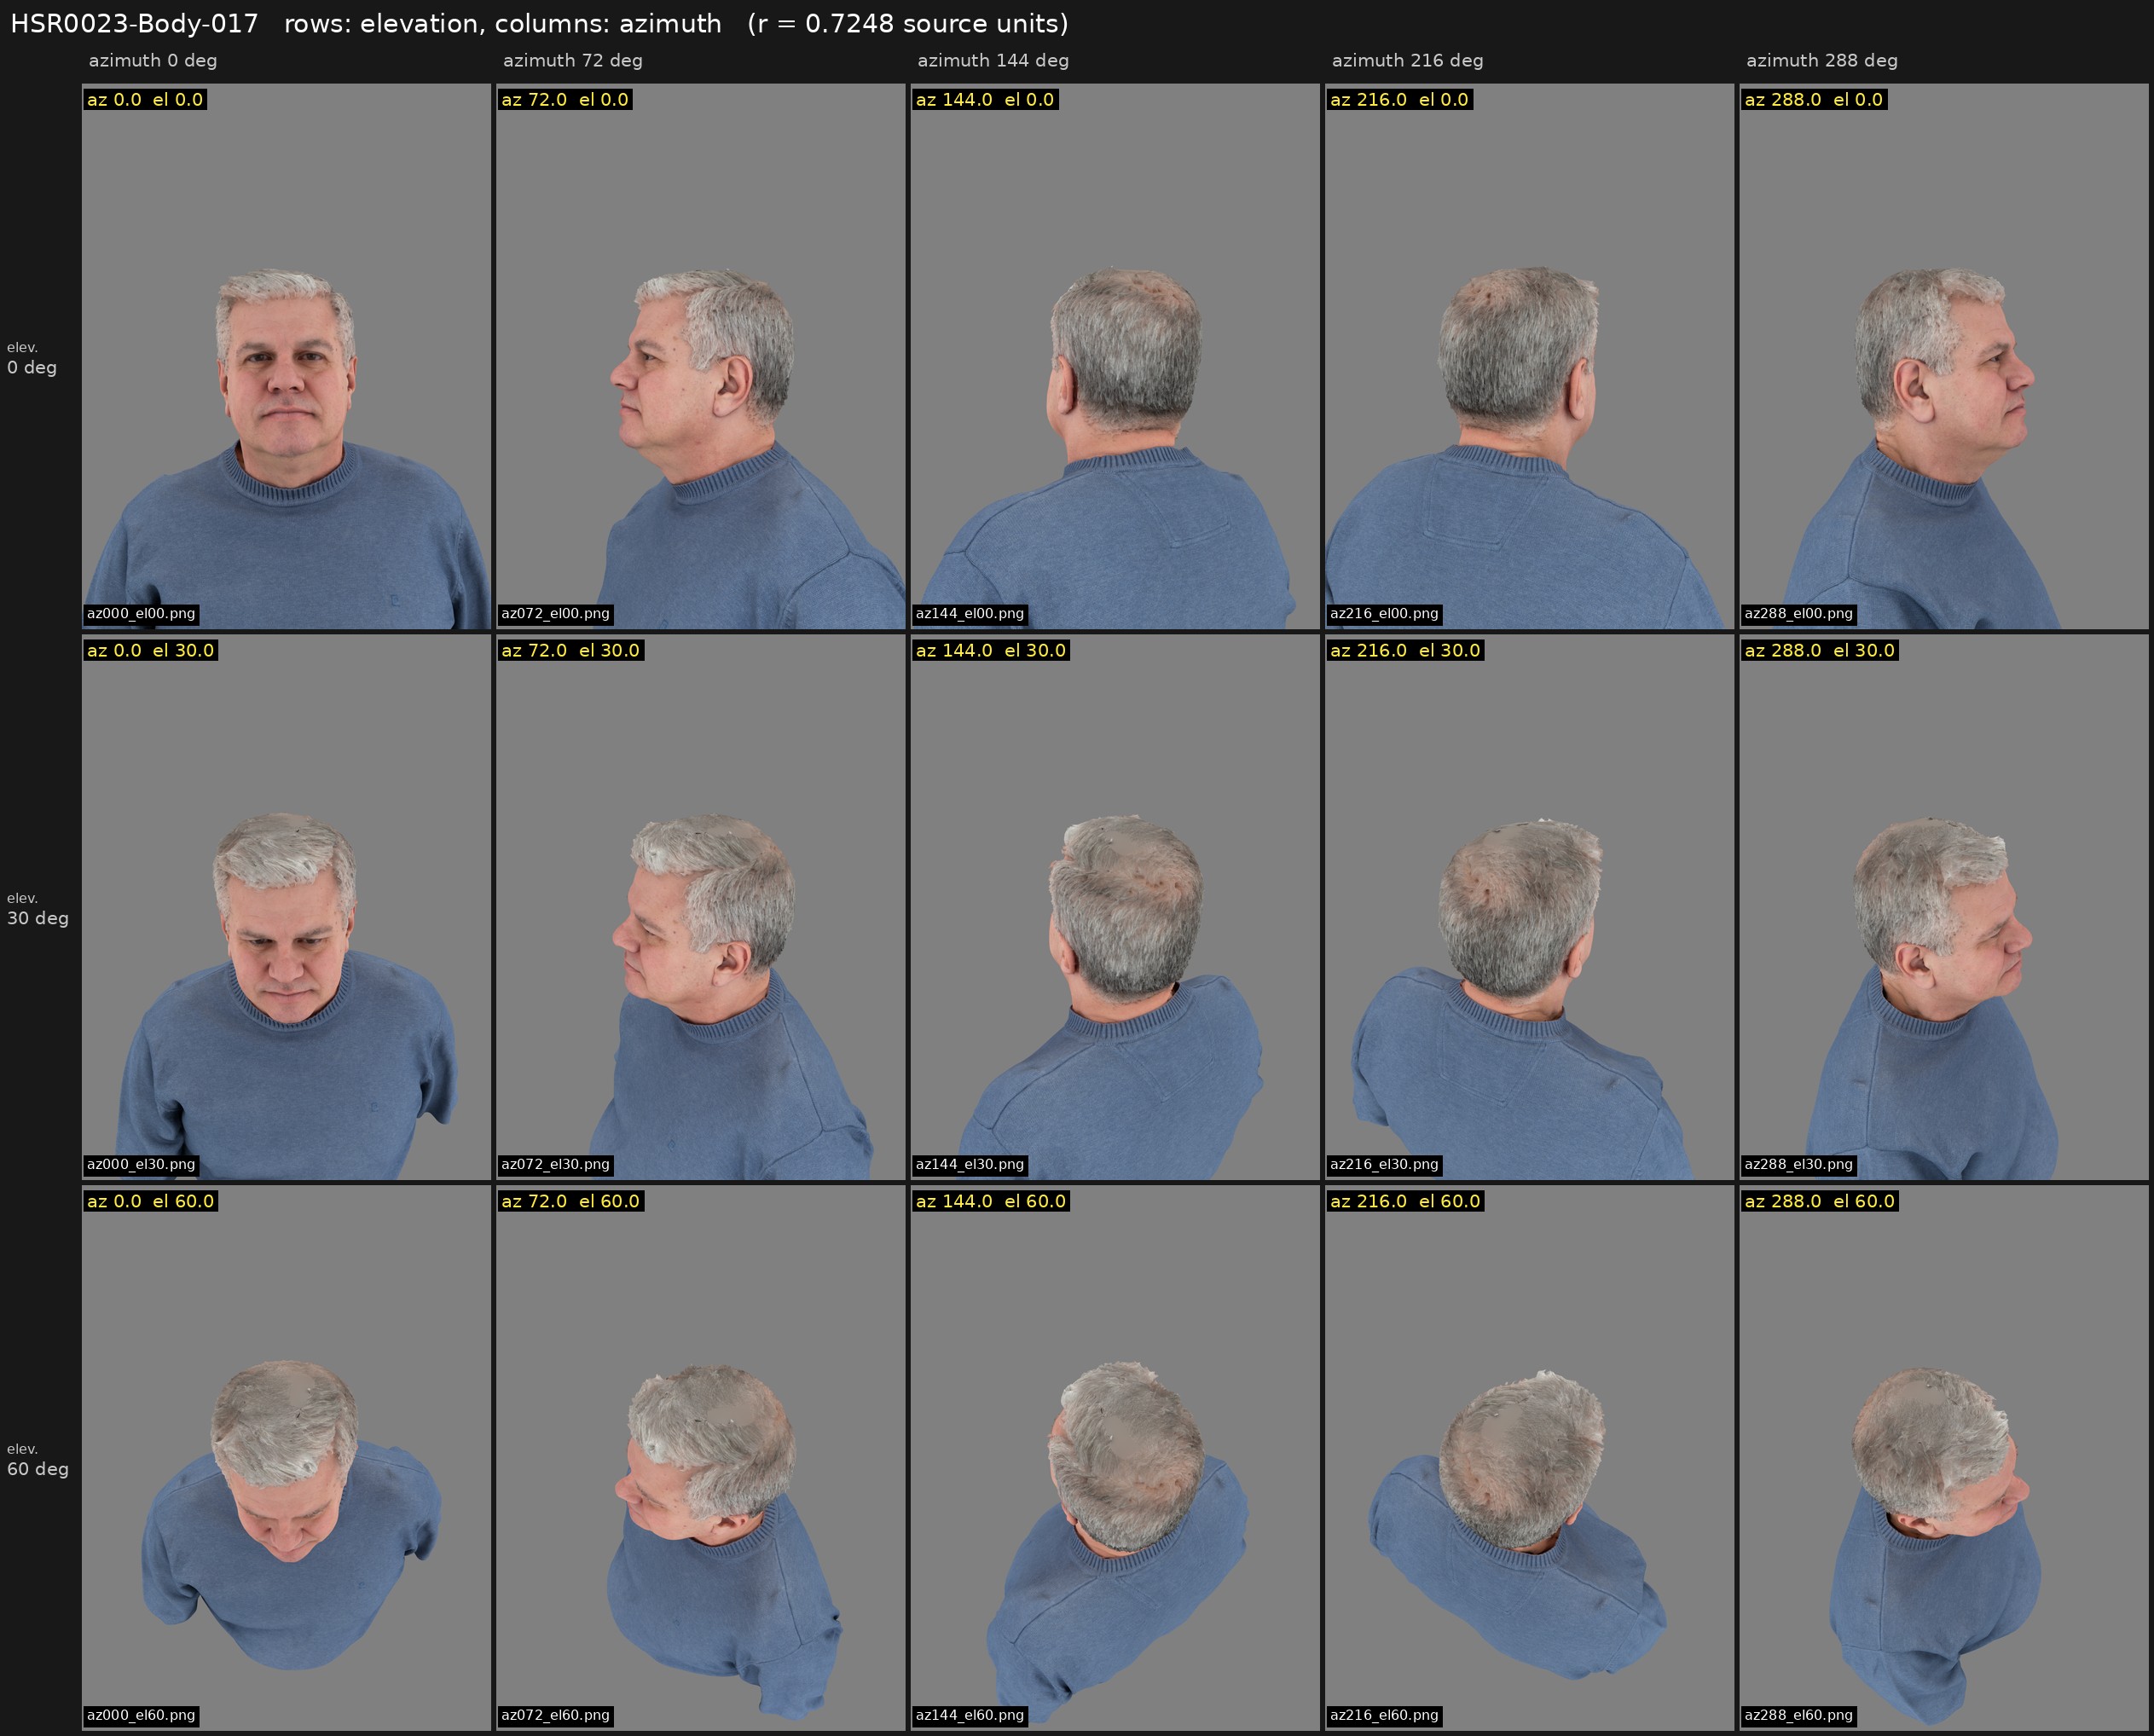 HSR0023-Body-017   rows: elevation, columns: azimuth   (r = 0.7248 source units)
azimuth 0 deg
azimuth 72 deg
azimuth 144 deg
azimuth 216 deg
azimuth 288 deg
elev.
0 deg
az 0.0  el 0.0
az000_el00.png
az 72.0  el 0.0
az072_el00.png
az 144.0  el 0.0
az144_el00.png
az 216.0  el 0.0
az216_el00.png
az 288.0  el 0.0
az288_el00.png
elev.
30 deg
az 0.0  el 30.0
az000_el30.png
az 72.0  el 30.0
az072_el30.png
az 144.0  el 30.0
az144_el30.png
az 216.0  el 30.0
az216_el30.png
az 288.0  el 30.0
az288_el30.png
elev.
60 deg
az 0.0  el 60.0
az000_el60.png
az 72.0  el 60.0
az072_el60.png
az 144.0  el 60.0
az144_el60.png
az 216.0  el 60.0
az216_el60.png
az 288.0  el 60.0
az288_el60.png